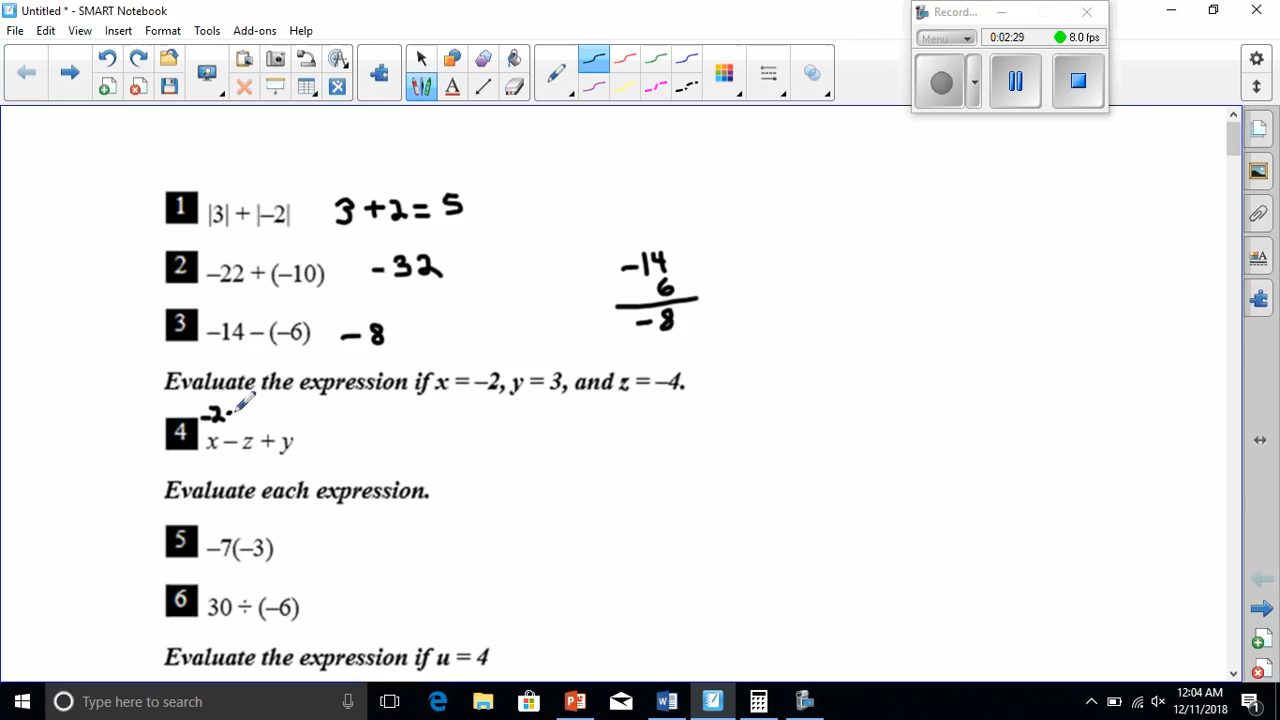 Untitled * - SMART Notebook
Record...
File Edit View Insert Format Tools Add-ons Help
Menu 0:02:29 8.0 fps
1 |3| + |–2| 3 + 2 = 5
2 –22 + (–10) - 32
-14
6
- 8
3 –14 – (–6) - 8
Evaluate the expression if x = –2, y = 3, and z = –4.
-2 -
4 x – z + y
Evaluate each expression.
5 –7(–3)
6 30 ÷ (–6)
Evaluate the expression if u = 4
Type here to search
12:04 AM
12/11/2018